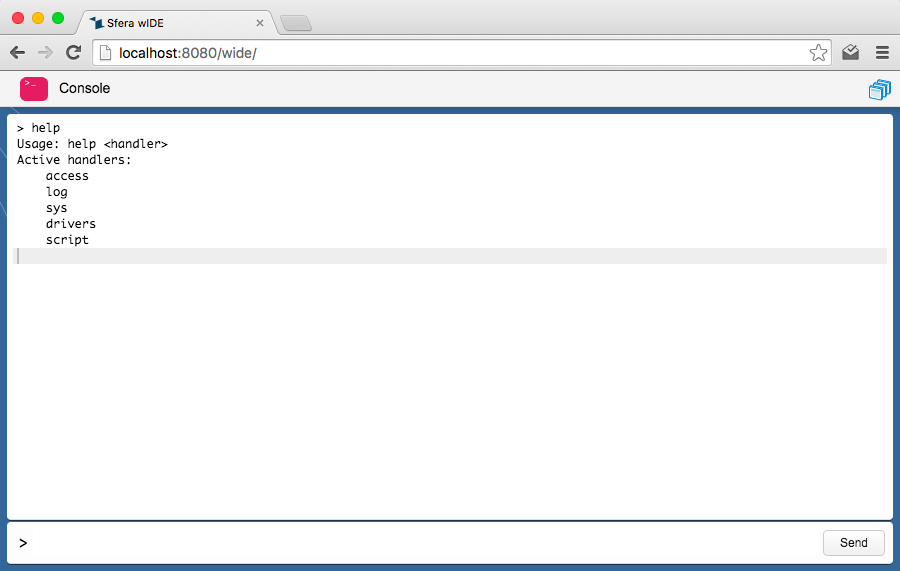 Sfera wIDE
localhost:8080/wide/
>_ Console
> help
Usage: help <handler>
Active handlers:
access
log
sys
drivers
script
> Send